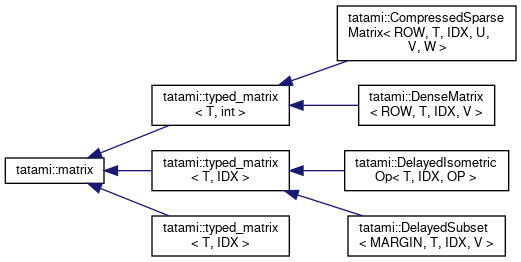 tatami::CompressedSparse
Matrix< ROW, T, IDX, U,
V, W >
tatami::typed_matrix
< T, int >
tatami::DenseMatrix
< ROW, T, IDX, V >
tatami::matrix
tatami::typed_matrix
< T, IDX >
tatami::DelayedIsometric
Op< T, IDX, OP >
tatami::typed_matrix
< T, IDX >
tatami::DelayedSubset
< MARGIN, T, IDX, V >